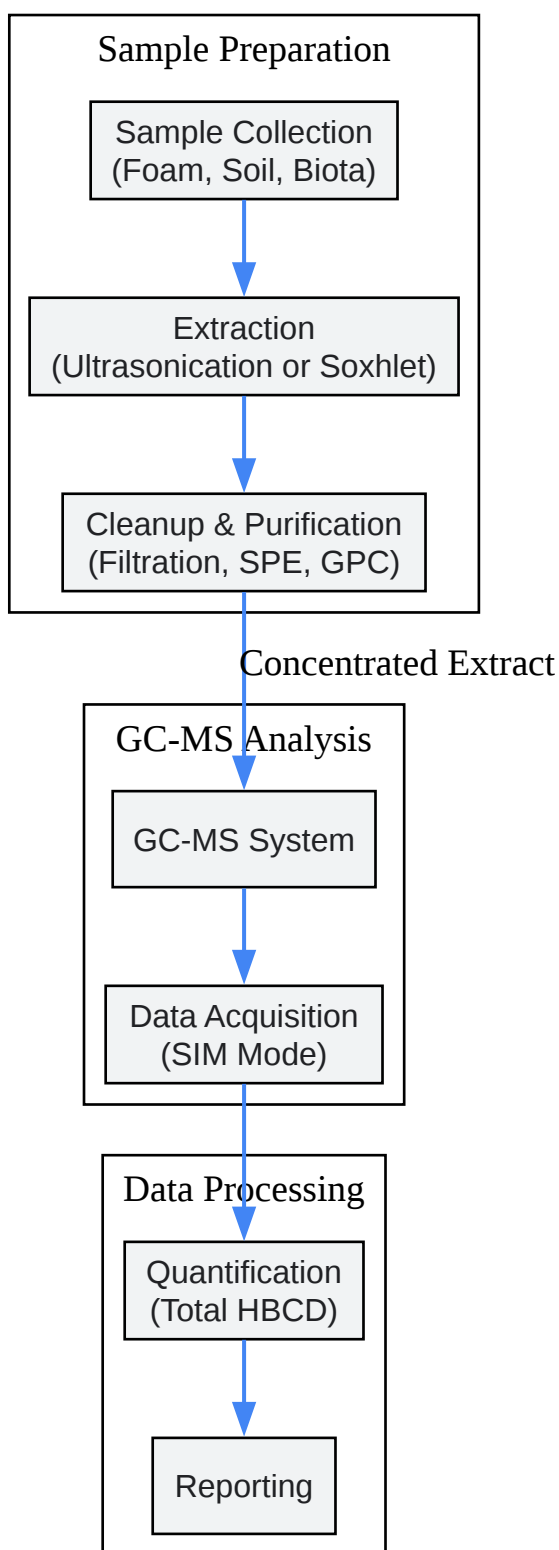 Sample Preparation
Sample Collection
(Foam, Soil, Biota)
Extraction
(Ultrasonication or Soxhlet)
Cleanup & Purification
(Filtration, SPE, GPC)
Concentrated Extract
GC-MS Analysis
GC-MS System
Data Acquisition
(SIM Mode)
Data Processing
Quantification
(Total HBCD)
Reporting